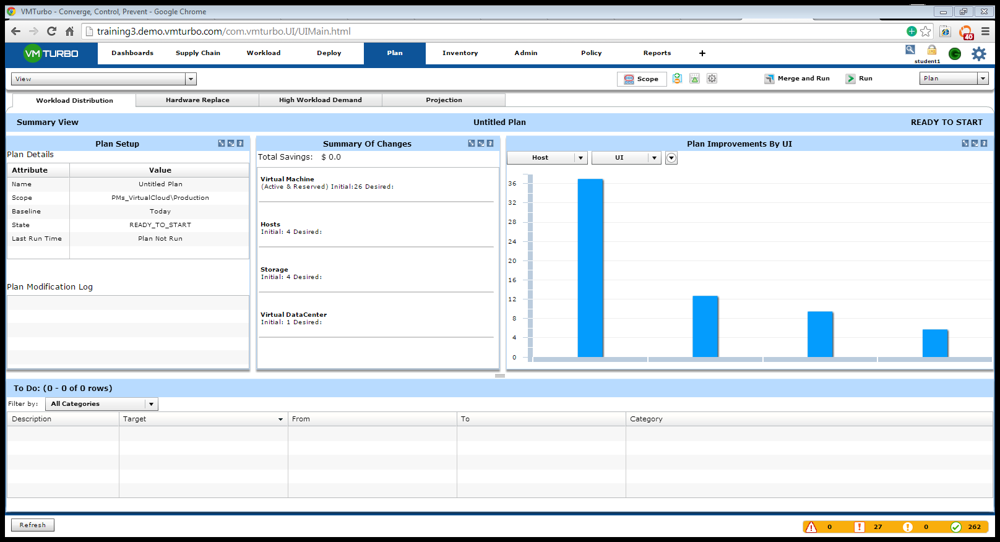 VMTurbo - Converge, Control, Prevent - Google Chrome
training3.demo.vmturbo.com/com.vmturbo.UI/UIMain.html
40
VMTURBO Dashboards Supply Chain Workload Deploy Plan Inventory Admin Policy Reports +
student1
View Scope Merge and Run Run Plan
Workload Distribution Hardware Replace High Workload Demand Projection
Summary View Untitled Plan READY TO START
Plan Setup
Plan Details
Attribute Value
Name Untitled Plan
Scope PMs_VirtualCloud\Production
Baseline Today
State READY_TO_START
Last Run Time Plan Not Run
Plan Modification Log
Summary Of Changes
Total Savings: $ 0.0
Virtual Machine
(Active & Reserved) Initial:26 Desired:
Hosts
Initial: 4 Desired:
Storage
Initial: 4 Desired:
Virtual DataCenter
Initial: 1 Desired:
Plan Improvements By UI
Host UI
36
32
28
24
20
16
12
8
4
0
To Do: (0 - 0 of 0 rows)
Filter by: All Categories
Description Target From To Category
Refresh
0 27 0 262